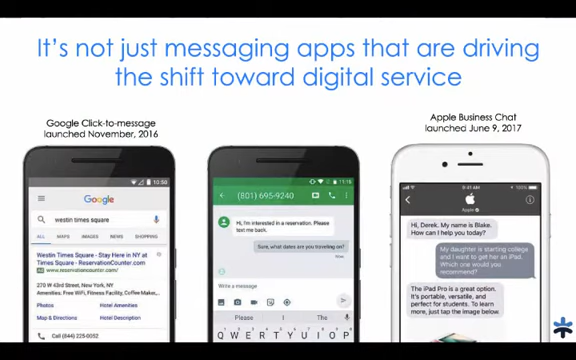 It's not just messaging apps that are driving
the shift toward digital service
Google Click-to-message
launched November, 2016
Apple Business Chat
launched June 9, 2017
10:50
Google
westin times square
ALL MAPS IMAGES NEWS SHOPPING
Westin Times Square - Stay Here in NY at
Times Square - ReservationCounter.com
Ad www.reservationcounter.com/
270 W 43rd Street, New York, NY
Amenities: Free WiFi, Fitness Facility, Coffee Maker,...
Photos Hotel Amenities
Map & Directions Hotel Description
Call (844) 225-0052
(801) 695-9240
Hi, I'm interested in a reservation. Please
text me back.
Sure, what dates are you traveling on?
Now
Write a message
Please I The
Q W E R T Y U I O P
9:41 AM
100%
Apple
Hi, Derek. My name is Blake.
How can I help you today?
My daughter is starting college
and I want to get her an iPad.
Which one would you
recommend?
The iPad Pro is a great option.
It's portable, versatile, and
perfect for students. To learn
more, just tap the image below.